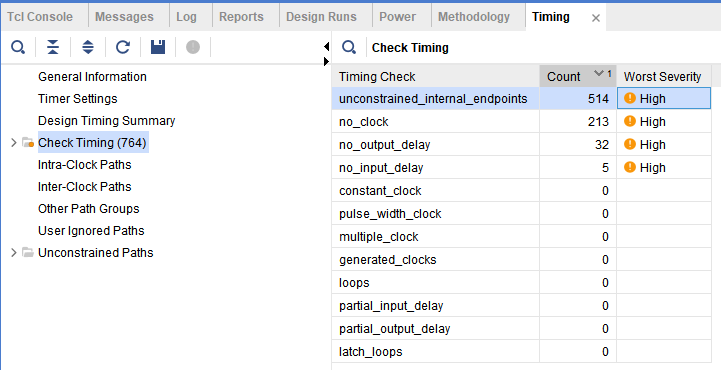 Tcl Console Messages Log Reports Design Runs Power Methodology Timing
Check Timing
General Information
Timer Settings
Design Timing Summary
Check Timing (764)
Intra-Clock Paths
Inter-Clock Paths
Other Path Groups
User Ignored Paths
Unconstrained Paths
Timing Check Count 1 Worst Severity
unconstrained_internal_endpoints 514 High
no_clock 213 High
no_output_delay 32 High
no_input_delay 5 High
constant_clock 0
pulse_width_clock 0
multiple_clock 0
generated_clocks 0
loops 0
partial_input_delay 0
partial_output_delay 0
latch_loops 0